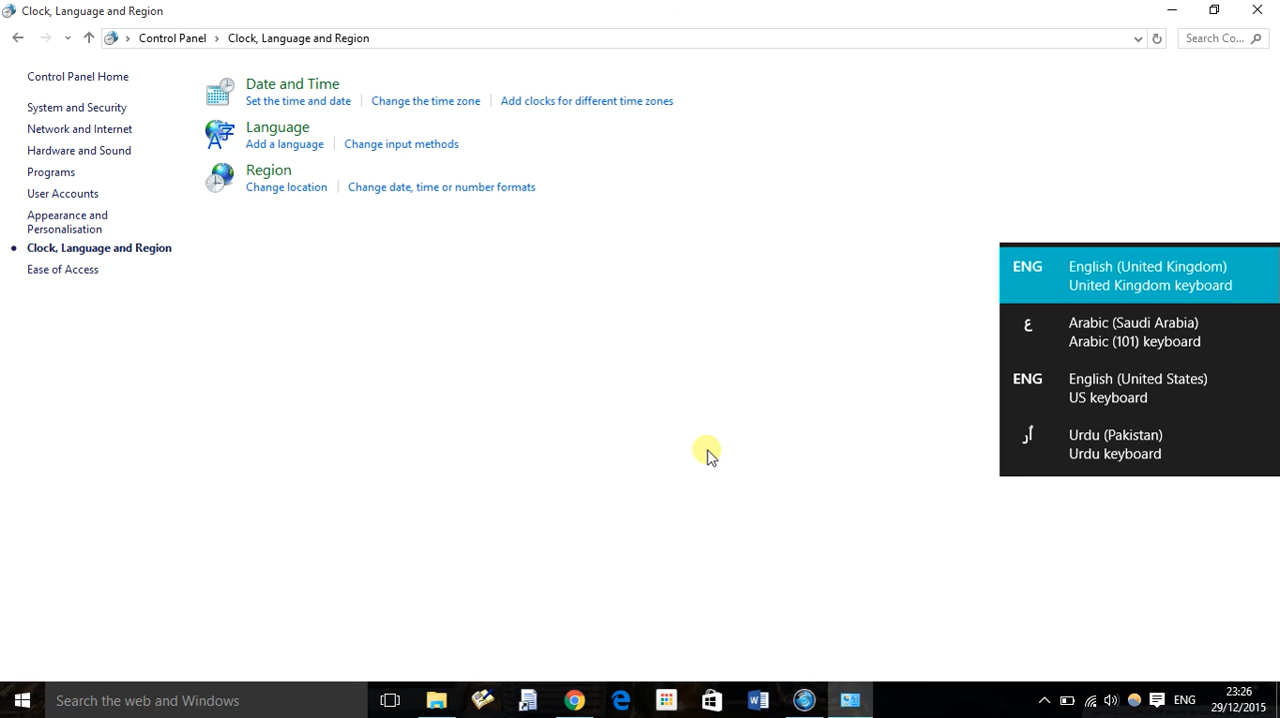 Clock, Language and Region
Control Panel > Clock, Language and Region
Search Co...
Control Panel Home
System and Security
Network and Internet
Hardware and Sound
Programs
User Accounts
Appearance and
Personalisation
Clock, Language and Region
Ease of Access
Date and Time
Set the time and date | Change the time zone | Add clocks for different time zones
Language
Add a language | Change input methods
Region
Change location | Change date, time or number formats
ENG English (United Kingdom)
United Kingdom keyboard
ع Arabic (Saudi Arabia)
Arabic (101) keyboard
ENG English (United States)
US keyboard
اُر Urdu (Pakistan)
Urdu keyboard
Search the web and Windows
ENG
23:26
29/12/2015